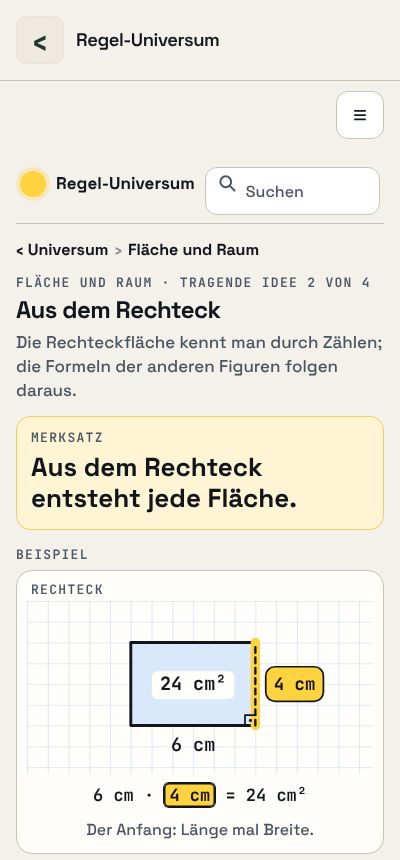 < Regel-Universum
≡
Regel-Universum Suchen
< Universum > Fläche und Raum
FLÄCHE UND RAUM · TRAGENDE IDEE 2 VON 4
Aus dem Rechteck
Die Rechteckfläche kennt man durch Zählen;
die Formeln der anderen Figuren folgen
daraus.
MERKSATZ
Aus dem Rechteck
entsteht jede Fläche.
BEISPIEL
RECHTECK
24 cm² 4 cm
6 cm
6 cm · 4 cm = 24 cm²
Der Anfang: Länge mal Breite.